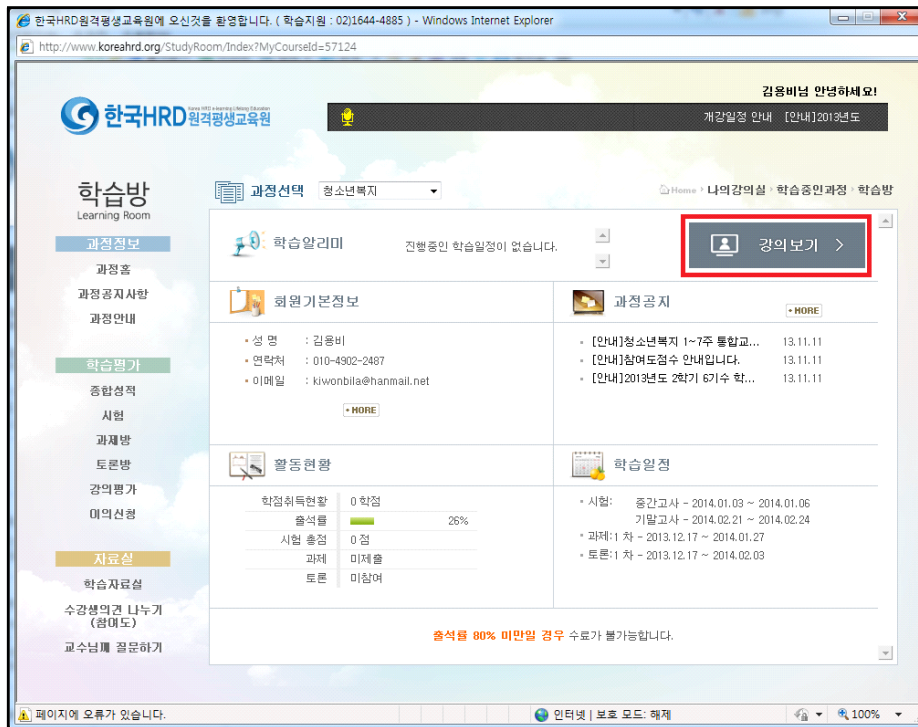 한국HRD원격평생교육원에 오신것을 환영합니다. ( 학습지원 : 02)1644-4885 ) - Windows Internet Explorer
http://www.koreahrd.org/StudyRoom/Index?MyCourseId=57124
김용비님 안녕하세요!
한국HRD 원격평생교육원
개강일정 안내 [안내]2013년도
학습방
Learning Room
과정선택 청소년복지
Home 나의강의실 학습중인과정 학습방
과정정보
과정홈
과정공지사항
과정안내
학습평가
종합성적
시험
과제방
토론방
강의평가
이의신청
자료실
학습자료실
수강생의견 나누기
(참여도)
교수님께 질문하기
학습알리미
진행중인 학습일정이 없습니다.
강의보기 >
회원기본정보
• 성 명 : 김용비
• 연락처 : 010-4902-2487
• 이메일 : kiwonbila@hanmail.net
• MORE
과정공지
• MORE
• [안내]청소년복지 1~7주 통합교... 13.11.11
• [안내]참여도점수 안내입니다. 13.11.11
• [안내]2013년도 2학기 6기수 학... 13.11.11
활동현황
학점취득현황 0 학점
출석률 26%
시험 총점 0 점
과제 미제출
토론 미참여
학습일정
• 시험: 중간고사 - 2014.01.03 ~ 2014.01.06
기말고사 - 2014.02.21 ~ 2014.02.24
• 과제:1 차 - 2013.12.17 ~ 2014.01.27
• 토론:1 차 - 2013.12.17 ~ 2014.02.03
출석률 80% 미만일 경우 수료가 불가능합니다.
페이지에 오류가 있습니다.
인터넷 | 보호 모드: 해제
100%